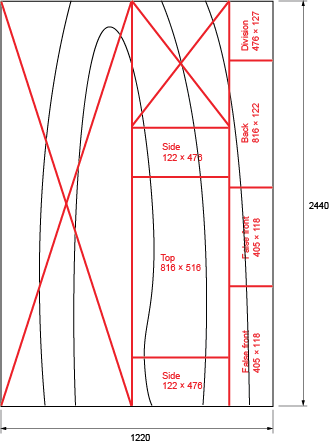 Division
476 × 127
Back
816 × 122
Side
122 × 476
False front
405 × 118
Top
816 × 516
False front
405 × 118
Side
122 × 476
2440
1220